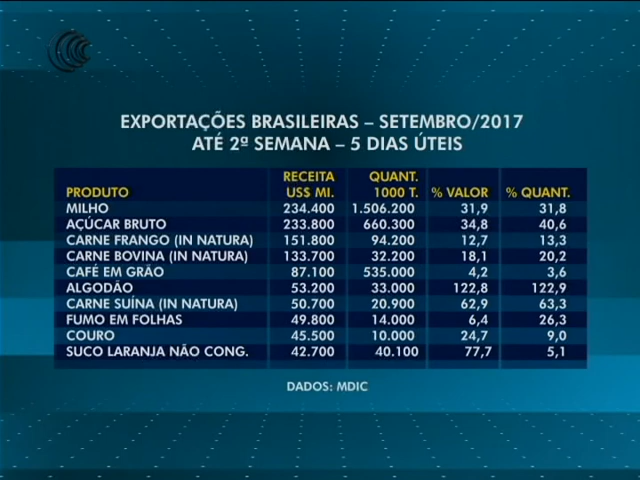 EXPORTAÇÕES BRASILEIRAS – SETEMBRO/2017
ATÉ 2ª SEMANA – 5 DIAS ÚTEIS
RECEITA QUANT.
PRODUTO US$ MI. 1000 T. % VALOR % QUANT.
MILHO 234.400 1.506.200 31,9 31,8
AÇÚCAR BRUTO 233.800 660.300 34,8 40,6
CARNE FRANGO (IN NATURA) 151.800 94.200 12,7 13,3
CARNE BOVINA (IN NATURA) 133.700 32.200 18,1 20,2
CAFÉ EM GRÃO 87.100 535.000 4,2 3,6
ALGODÃO 53.200 33.000 122,8 122,9
CARNE SUÍNA (IN NATURA) 50.700 20.900 62,9 63,3
FUMO EM FOLHAS 49.800 14.000 6,4 26,3
COURO 45.500 10.000 24,7 9,0
SUCO LARANJA NÃO CONG. 42.700 40.100 77,7 5,1
DADOS: MDIC